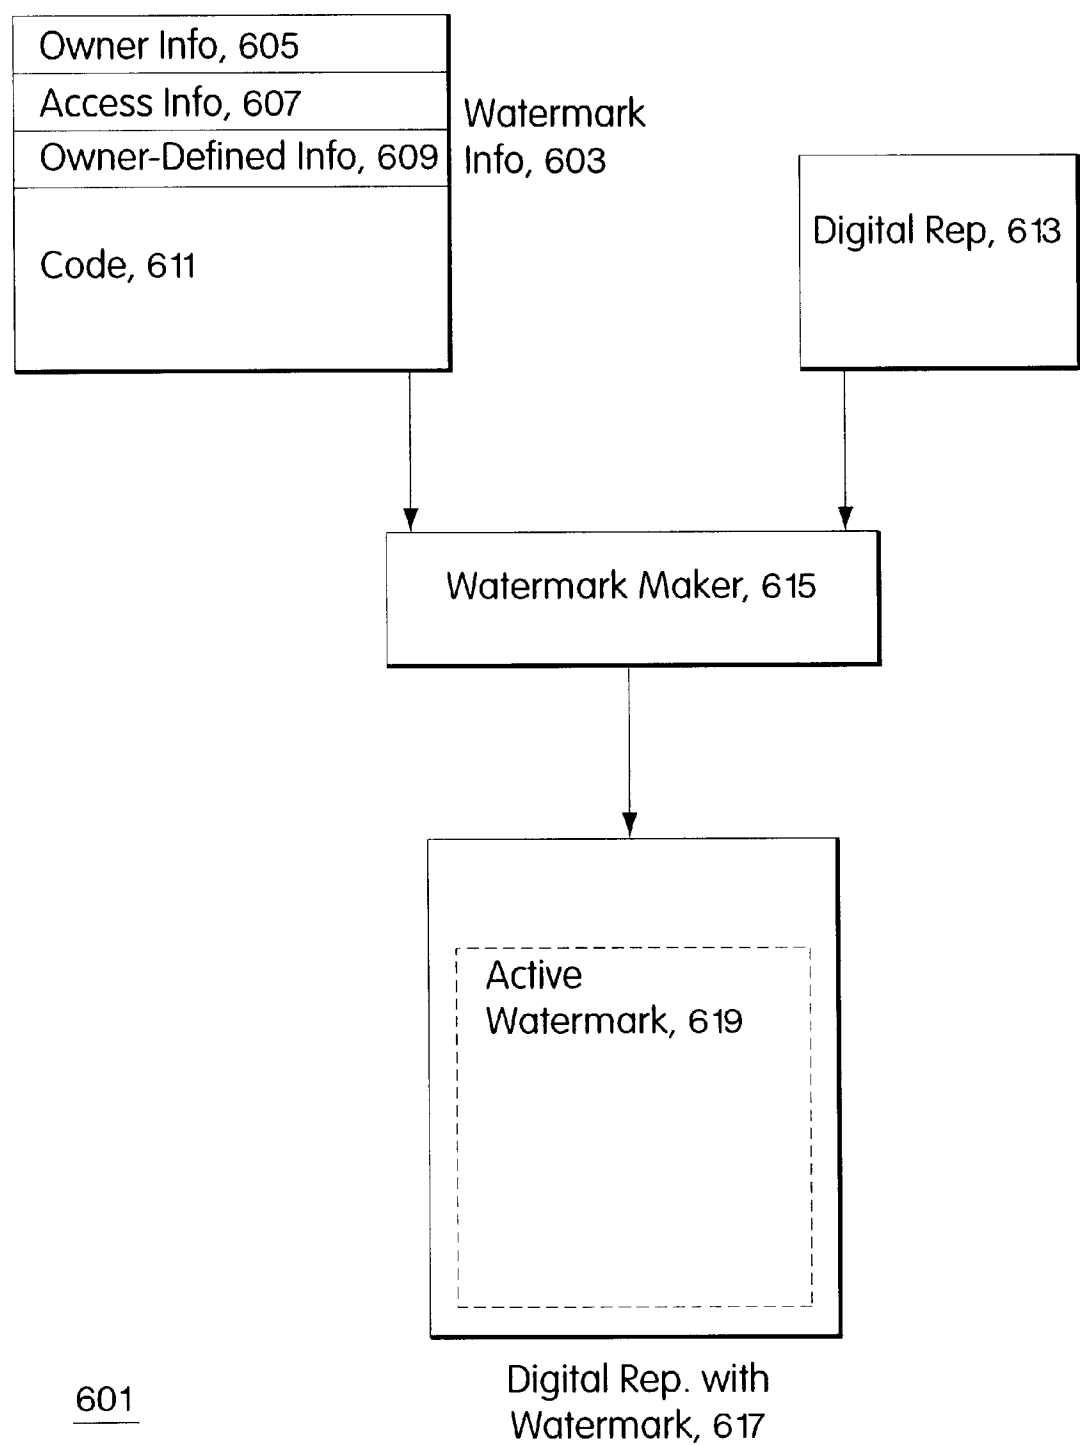 Owner Info, 605
Access Info, 607
Owner-Defined Info, 609
Code, 611
Watermark
Info, 603
Digital Rep, 613
Watermark Maker, 615
Active
Watermark, 619
Digital Rep. with
Watermark, 617
601